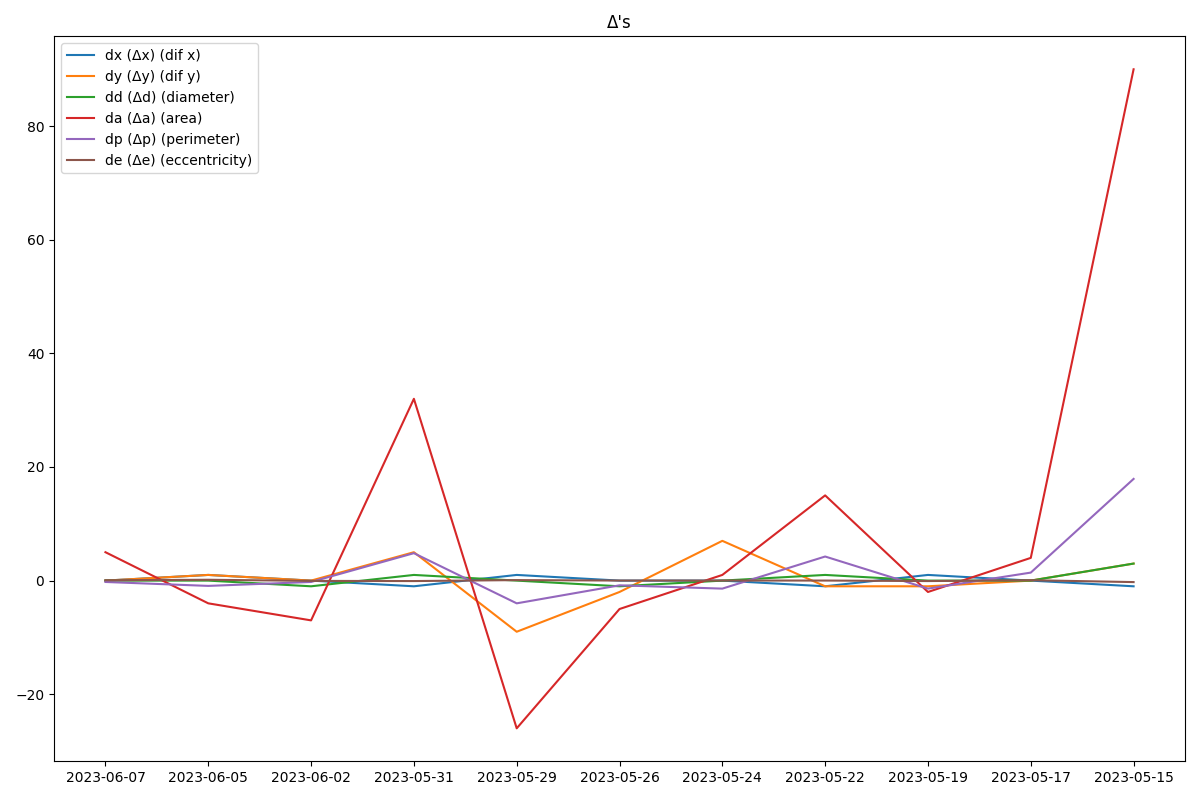 Δ's
dx (Δx) (dif x)
dy (Δy) (dif y)
dd (Δd) (diameter)
da (Δa) (area)
dp (Δp) (perimeter)
de (Δe) (eccentricity)
80
60
40
20
0
−20
2023-06-07 2023-06-05 2023-06-02 2023-05-31 2023-05-29 2023-05-26 2023-05-24 2023-05-22 2023-05-19 2023-05-17 2023-05-15